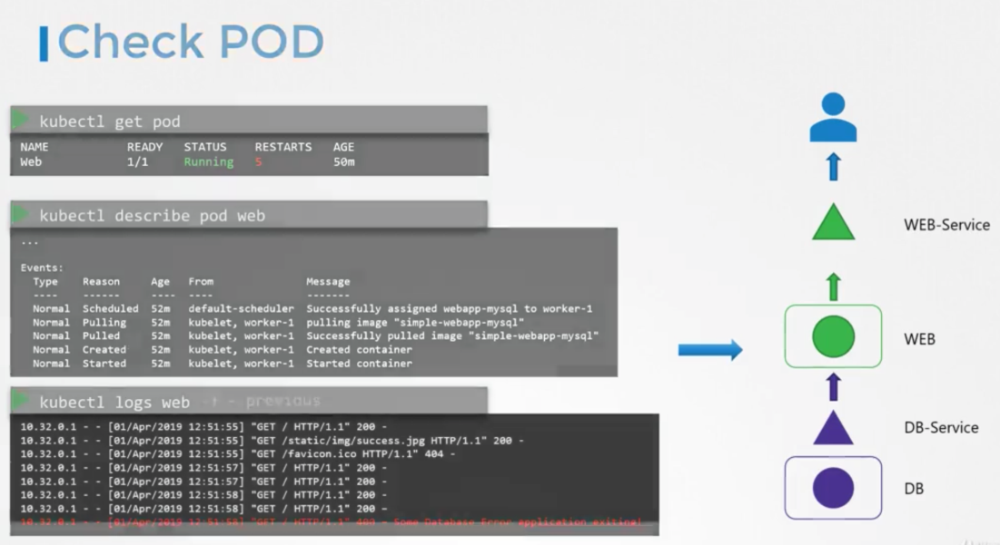 Check POD
kubectl get pod
NAME READY STATUS RESTARTS AGE
Web 1/1 Running 5 50m
kubectl describe pod web
...
Events:
Type Reason Age From Message
---- ------ ---- ---- -------
Normal Scheduled 52m default-scheduler Successfully assigned webapp-mysql to worker-1
Normal Pulling 52m kubelet, worker-1 pulling image "simple-webapp-mysql"
Normal Pulled 52m kubelet, worker-1 Successfully pulled image "simple-webapp-mysql"
Normal Created 52m kubelet, worker-1 Created container
Normal Started 52m kubelet, worker-1 Started container
kubectl logs web -f - previous
10.32.0.1 - - [01/Apr/2019 12:51:55] "GET / HTTP/1.1" 200 -
10.32.0.1 - - [01/Apr/2019 12:51:55] "GET /static/img/success.jpg HTTP/1.1" 200 -
10.32.0.1 - - [01/Apr/2019 12:51:55] "GET /favicon.ico HTTP/1.1" 404 -
10.32.0.1 - - [01/Apr/2019 12:51:57] "GET / HTTP/1.1" 200 -
10.32.0.1 - - [01/Apr/2019 12:51:57] "GET / HTTP/1.1" 200 -
10.32.0.1 - - [01/Apr/2019 12:51:58] "GET / HTTP/1.1" 200 -
10.32.0.1 - - [01/Apr/2019 12:51:58] "GET / HTTP/1.1" 200 -
10.32.0.1 - - [01/Apr/2019 12:51:58] "GET / HTTP/1.1" 400 - Some Database Error application exiting!
WEB-Service
WEB
DB-Service
DB